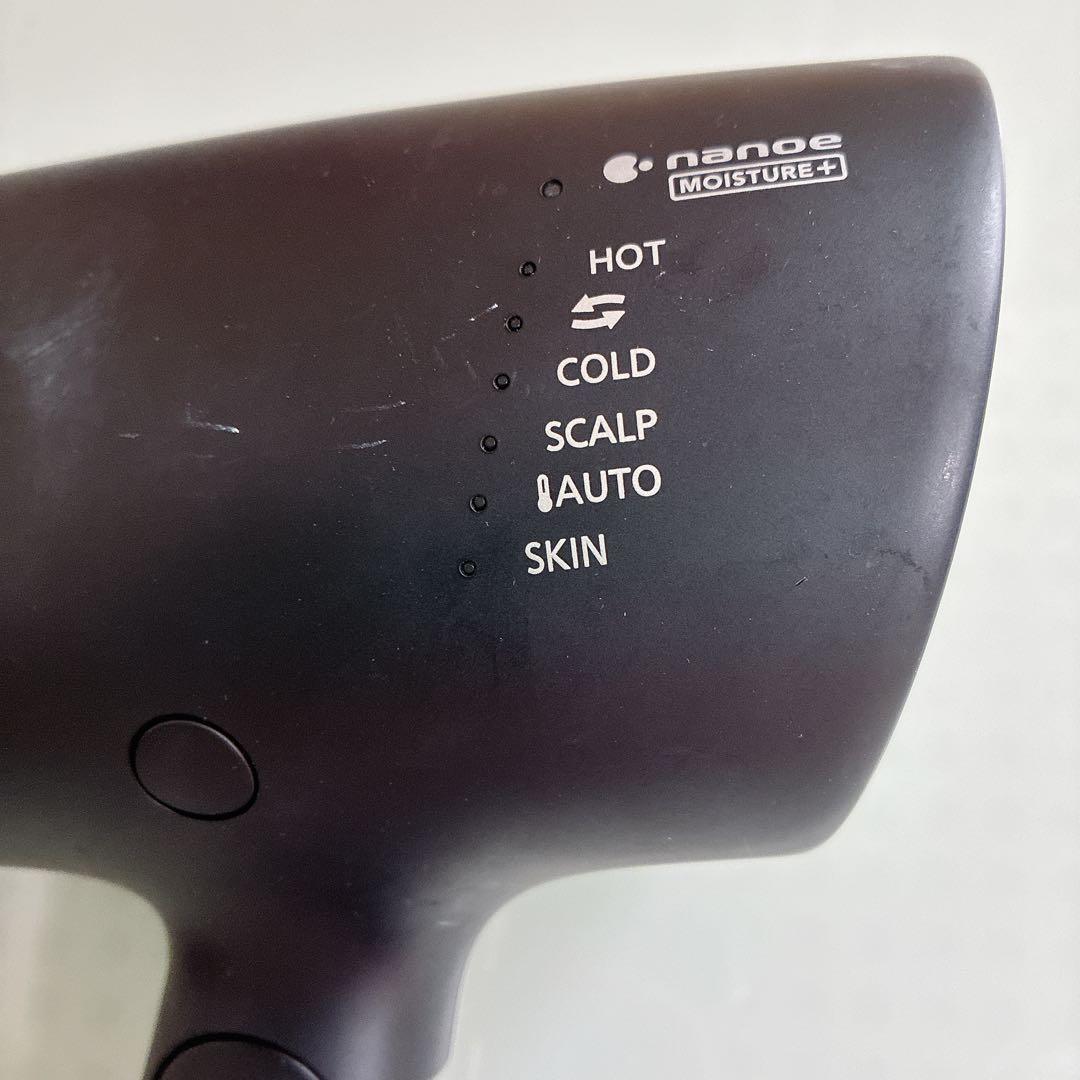 nanoe
MOISTURE+
HOT
COLD
SCALP
AUTO
SKIN